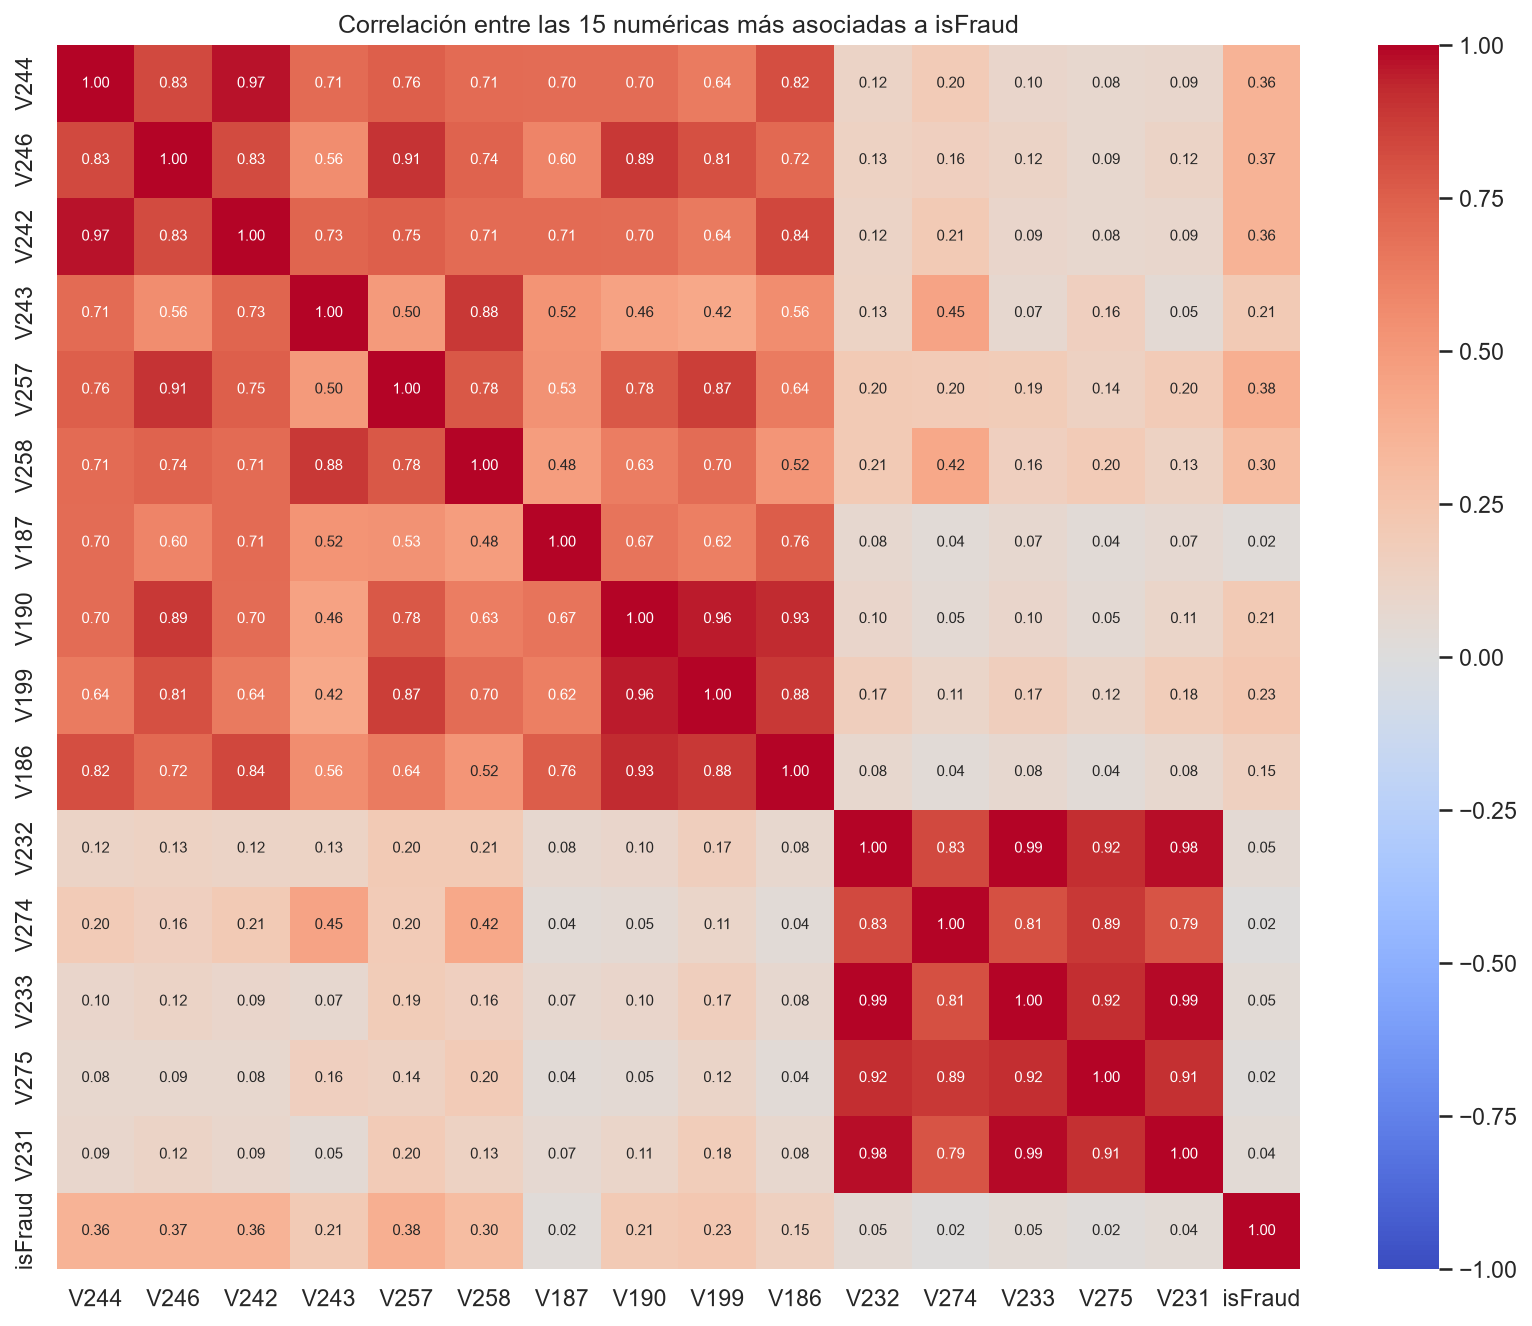 Correlación entre las 15 numéricas más asociadas a isFraud
V244 1.00 0.83 0.97 0.71 0.76 0.71 0.70 0.70 0.64 0.82 0.12 0.20 0.10 0.08 0.09 0.36
V246 0.83 1.00 0.83 0.56 0.91 0.74 0.60 0.89 0.81 0.72 0.13 0.16 0.12 0.09 0.12 0.37
V242 0.97 0.83 1.00 0.73 0.75 0.71 0.71 0.70 0.64 0.84 0.12 0.21 0.09 0.08 0.09 0.36
V243 0.71 0.56 0.73 1.00 0.50 0.88 0.52 0.46 0.42 0.56 0.13 0.45 0.07 0.16 0.05 0.21
V257 0.76 0.91 0.75 0.50 1.00 0.78 0.53 0.78 0.87 0.64 0.20 0.20 0.19 0.14 0.20 0.38
V258 0.71 0.74 0.71 0.88 0.78 1.00 0.48 0.63 0.70 0.52 0.21 0.42 0.16 0.20 0.13 0.30
V187 0.70 0.60 0.71 0.52 0.53 0.48 1.00 0.67 0.62 0.76 0.08 0.04 0.07 0.04 0.07 0.02
V190 0.70 0.89 0.70 0.46 0.78 0.63 0.67 1.00 0.96 0.93 0.10 0.05 0.10 0.05 0.11 0.21
V199 0.64 0.81 0.64 0.42 0.87 0.70 0.62 0.96 1.00 0.88 0.17 0.11 0.17 0.12 0.18 0.23
V186 0.82 0.72 0.84 0.56 0.64 0.52 0.76 0.93 0.88 1.00 0.08 0.04 0.08 0.04 0.08 0.15
V232 0.12 0.13 0.12 0.13 0.20 0.21 0.08 0.10 0.17 0.08 1.00 0.83 0.99 0.92 0.98 0.05
V274 0.20 0.16 0.21 0.45 0.20 0.42 0.04 0.05 0.11 0.04 0.83 1.00 0.81 0.89 0.79 0.02
V233 0.10 0.12 0.09 0.07 0.19 0.16 0.07 0.10 0.17 0.08 0.99 0.81 1.00 0.92 0.99 0.05
V275 0.08 0.09 0.08 0.16 0.14 0.20 0.04 0.05 0.12 0.04 0.92 0.89 0.92 1.00 0.91 0.02
V231 0.09 0.12 0.09 0.05 0.20 0.13 0.07 0.11 0.18 0.08 0.98 0.79 0.99 0.91 1.00 0.04
isFraud 0.36 0.37 0.36 0.21 0.38 0.30 0.02 0.21 0.23 0.15 0.05 0.02 0.05 0.02 0.04 1.00
V244 V246 V242 V243 V257 V258 V187 V190 V199 V186 V232 V274 V233 V275 V231 isFraud
1.00
0.75
0.50
0.25
0.00
−0.25
−0.50
−0.75
−1.00